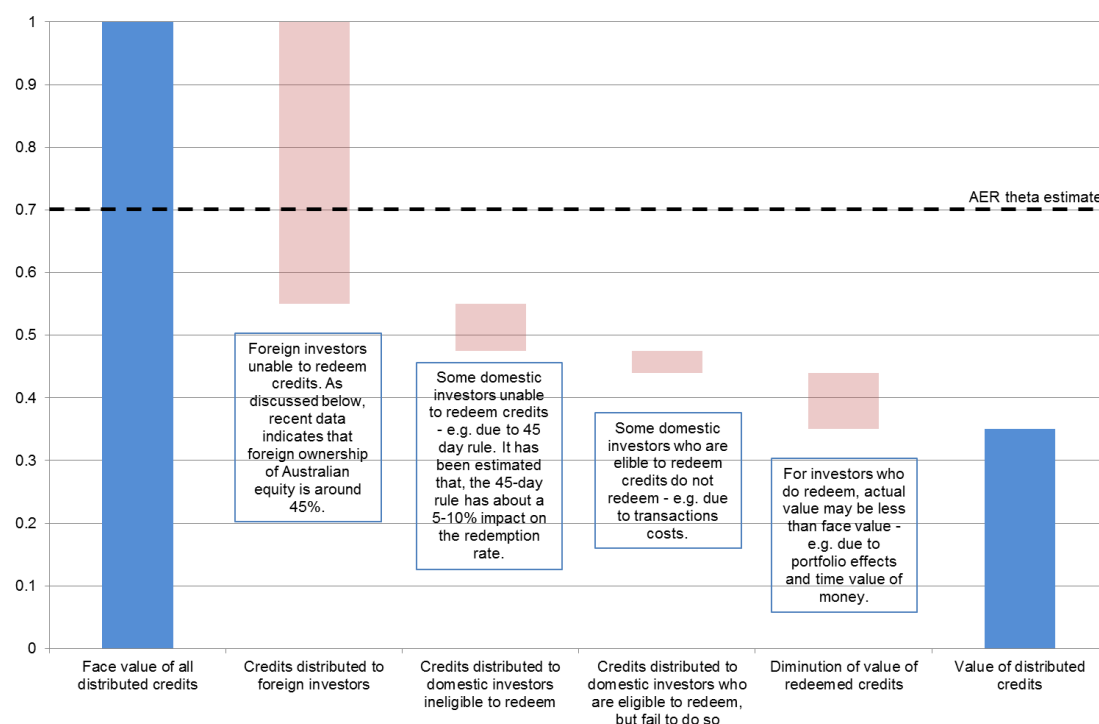 1
0.9
0.8
0.7
0.6
0.5
0.4
0.3
0.2
0.1
0
AER theta estimate
Foreign investors
unable to redeem
credits. As
discussed below,
recent data
indicates that
foreign ownership
of Australian
equity is around
45%.
Some domestic
investors unable
to redeem credits
- e.g. due to 45
day rule. It has
been estimated
that, the 45-day
rule has about a
5-10% impact on
the redemption
rate.
Some domestic
investors who are
elible to redeem
credits do not
redeem - e.g. due
to transactions
costs.
For investors who
do redeem, actual
value may be less
than face value -
e.g. due to
portfolio effects
and time value of
money.
Face value of all
distributed credits
Credits distributed to
foreign investors
Credits distributed to
domestic investors
ineligible to redeem
Credits distributed to
domestic investors who
are eligible to redeem,
but fail to do so
Diminution of value of
redeemed credits
Value of distributed
credits